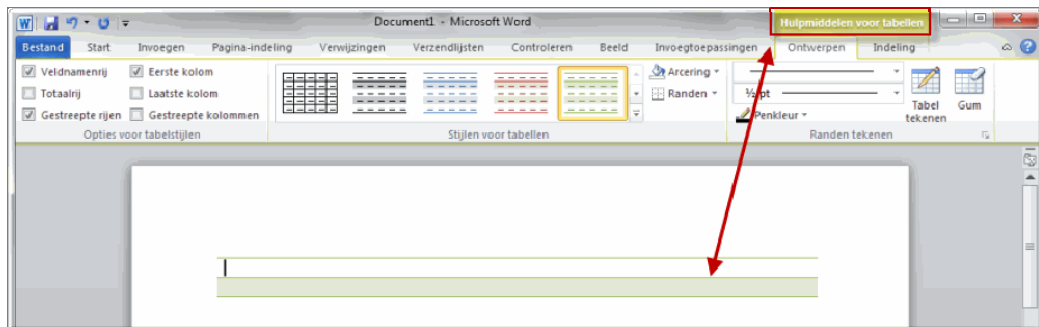 Document1 - Microsoft Word
Hulpmiddelen voor tabellen
Bestand Start Invoegen Pagina-indeling Verwijzingen Verzendlijsten Controleren Beeld Invoegtoepassingen Ontwerpen Indeling
Veldnamenrij Eerste kolom
Totaalrij Laatste kolom
Gestreepte rijen Gestreepte kolommen
Opties voor tabelstijlen
Stijlen voor tabellen
Arcering
Randen
½ pt
Penkleur
Tabel tekenen
Gum
Randen tekenen